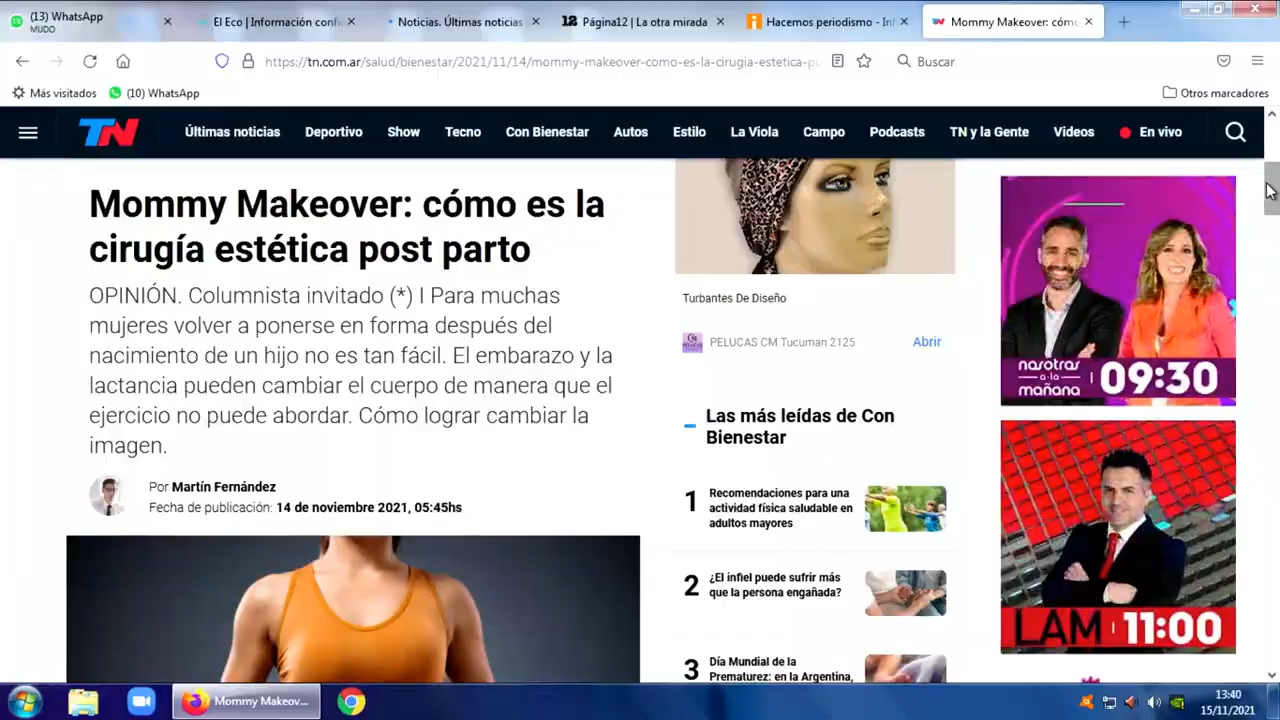 (13) WhatsApp
MUDO
El Eco | Información confi
Noticias. Últimas noticias
12 Página12 | La otra mirada
Hacemos periodismo - In
Mommy Makeover: cómo
https://tn.com.ar/salud/bienestar/2021/11/14/mommy-makeover-como-es-la-cirugia-estetica-p
Buscar
Más visitados
(10) WhatsApp
Otros marcadores
TN
Últimas noticias
Deportivo
Show
Tecno
Con Bienestar
Autos
Estilo
La Viola
Campo
Podcasts
TN y la Gente
Videos
En vivo
Mommy Makeover: cómo es la
cirugía estética post parto
OPINIÓN. Columnista invitado (*) I Para muchas
mujeres volver a ponerse en forma después del
nacimiento de un hijo no es tan fácil. El embarazo y la
lactancia pueden cambiar el cuerpo de manera que el
ejercicio no puede abordar. Cómo lograr cambiar la
imagen.
Por Martín Fernández
Fecha de publicación: 14 de noviembre 2021, 05:45hs
Turbantes De Diseño
PELUCAS CM Tucuman 2125
Abrir
Las más leídas de Con
Bienestar
1
Recomendaciones para una
actividad física saludable en
adultos mayores
2
¿El infiel puede sufrir más
que la persona engañada?
3
Día Mundial de la
Prematurez: en la Argentina,
nosotras
a la
mañana
09:30
LAM
11:00
Mommy Makeov...
13:40
15/11/2021